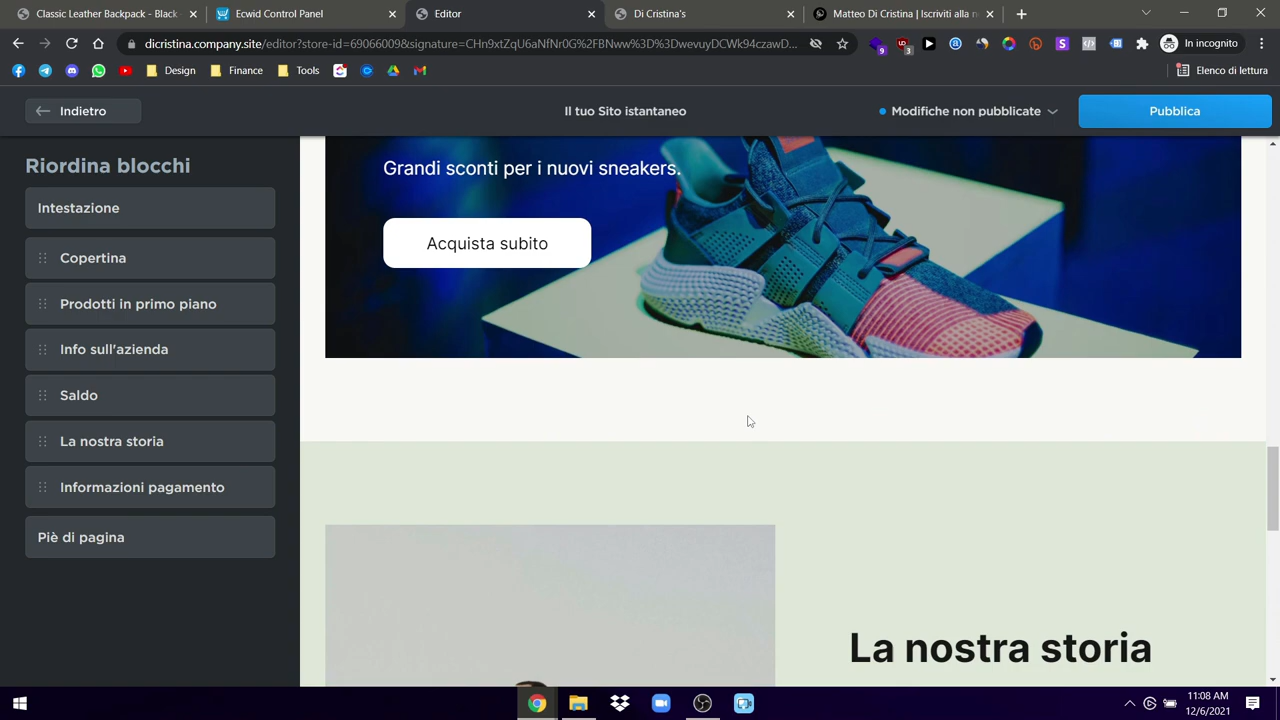 Classic Leather Backpack - Black
Ecwid Control Panel
Editor
Di Cristina's
Matteo Di Cristina | Iscriviti alla n
dicristina.company.site/editor?store-id=69066009&signature=CHn9xtZqU6aNfNr0G%2FBNww%3D%3DwevuyDCWk94czawD...
9
3
In incognito
Design
Finance
Tools
Elenco di lettura
Indietro
Il tuo Sito istantaneo
Modifiche non pubblicate
Pubblica
Riordina blocchi
Intestazione
Copertina
Prodotti in primo piano
Info sull'azienda
Saldo
La nostra storia
Informazioni pagamento
Piè di pagina
Grandi sconti per i nuovi sneakers.
Acquista subito
La nostra storia
11:08 AM
12/6/2021